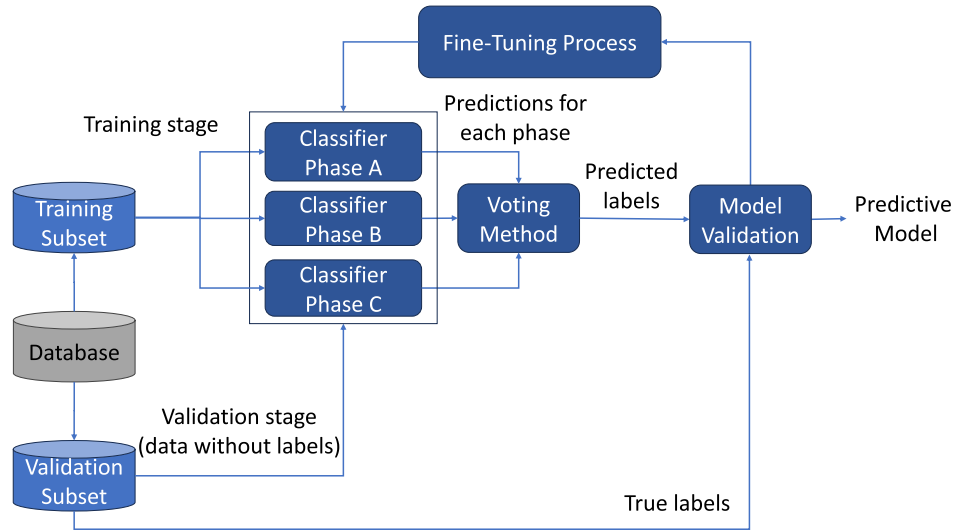 Fine-Tuning Process
Training stage
Predictions for
each phase
Classifier
Phase A
Training
Subset
Classifier
Phase B
Voting
Method
Predicted
labels
Model
Validation
Predictive
Model
Classifier
Phase C
Database
Validation stage
(data without labels)
Validation
Subset
True labels